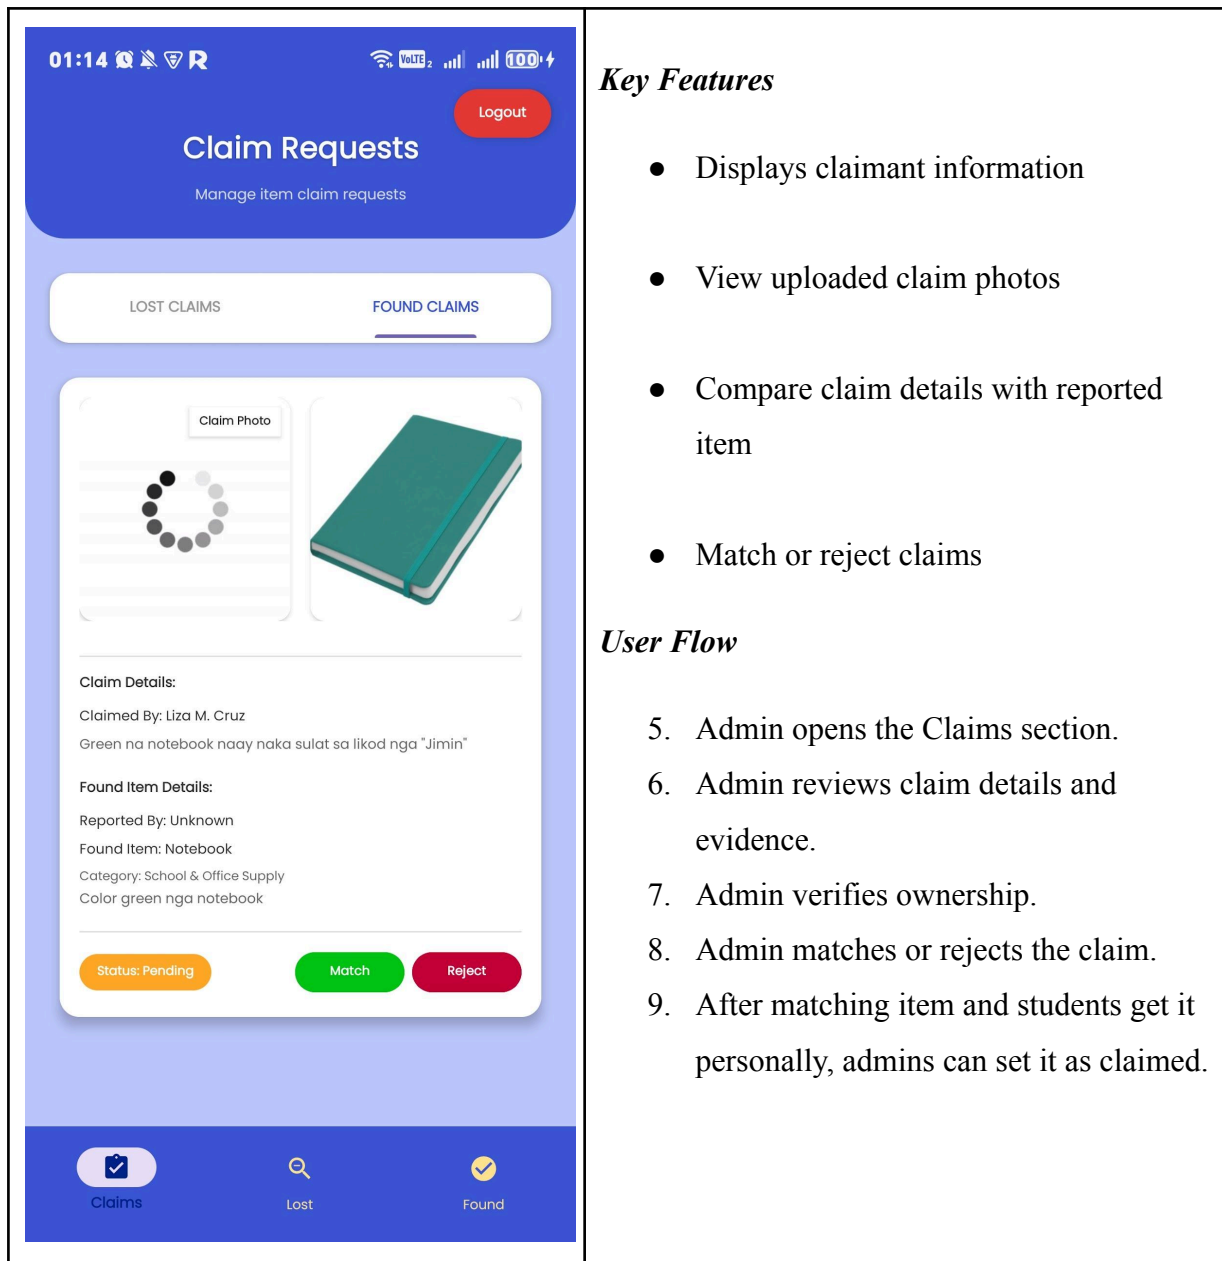 01:14
VoLTE 2
100
Logout
Claim Requests
Manage item claim requests
LOST CLAIMS
FOUND CLAIMS
Claim Photo
Claim Details:
Claimed By: Liza M. Cruz
Green na notebook naay naka sulat sa likod nga "Jimin"
Found Item Details:
Reported By: Unknown
Found Item: Notebook
Category: School & Office Supply
Color green nga notebook
Status: Pending
Match
Reject
Claims
Lost
Found
Key Features
● Displays claimant information
● View uploaded claim photos
● Compare claim details with reported
item
● Match or reject claims
User Flow
5. Admin opens the Claims section.
6. Admin reviews claim details and
evidence.
7. Admin verifies ownership.
8. Admin matches or rejects the claim.
9. After matching item and students get it
personally, admins can set it as claimed.